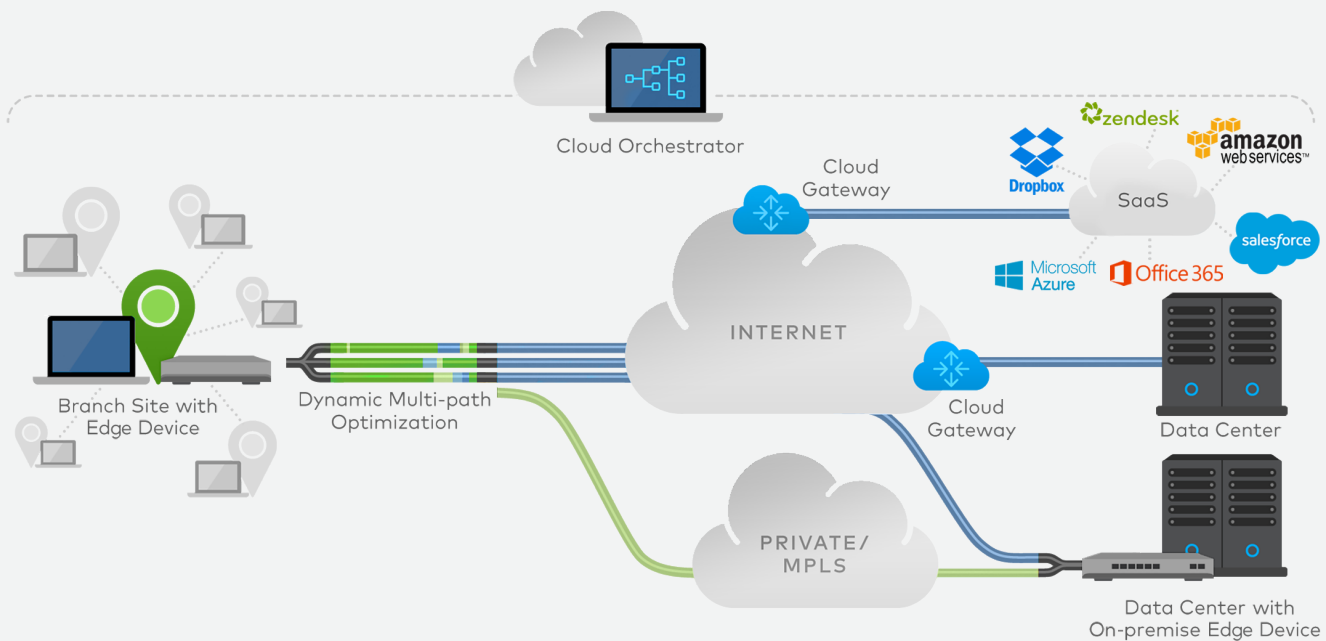 Cloud Orchestrator
zendesk
amazon
web services™
Dropbox
Cloud
Gateway
SaaS
salesforce
Microsoft
Azure
Office 365
INTERNET
Branch Site with
Edge Device
Dynamic Multi-path
Optimization
Cloud
Gateway
Data Center
PRIVATE/
MPLS
Data Center with
On-premise Edge Device